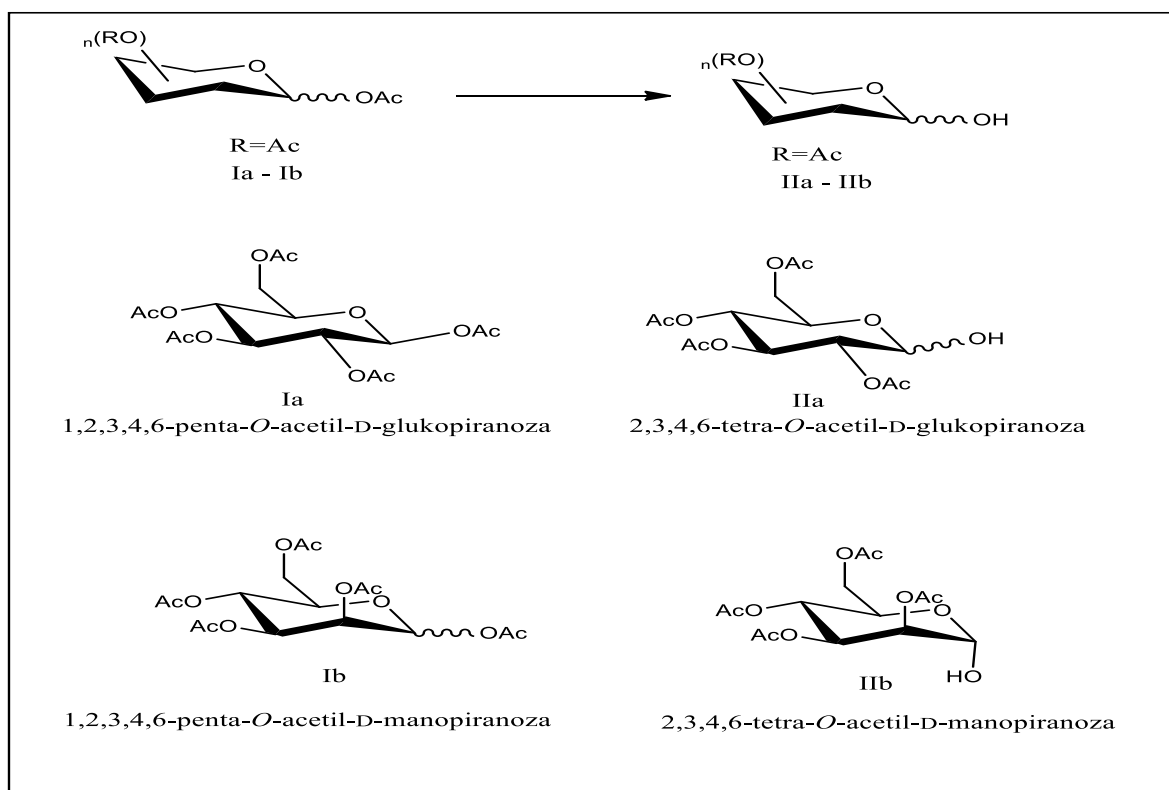 n(RO)
O
OAc
R=Ac
Ia - Ib
n(RO)
O
OH
R=Ac
IIa - IIb
OAc
AcO
AcO
O
OAc
OAc
Ia
1,2,3,4,6-penta-O-acetil-D-glukopiranoza
OAc
AcO
AcO
O
OH
OAc
IIa
2,3,4,6-tetra-O-acetil-D-glukopiranoza
OAc
OAc
AcO
O
AcO
OAc
Ib
1,2,3,4,6-penta-O-acetil-D-manopiranoza
OAc
OAc
AcO
O
AcO
HO
IIb
2,3,4,6-tetra-O-acetil-D-manopiranoza